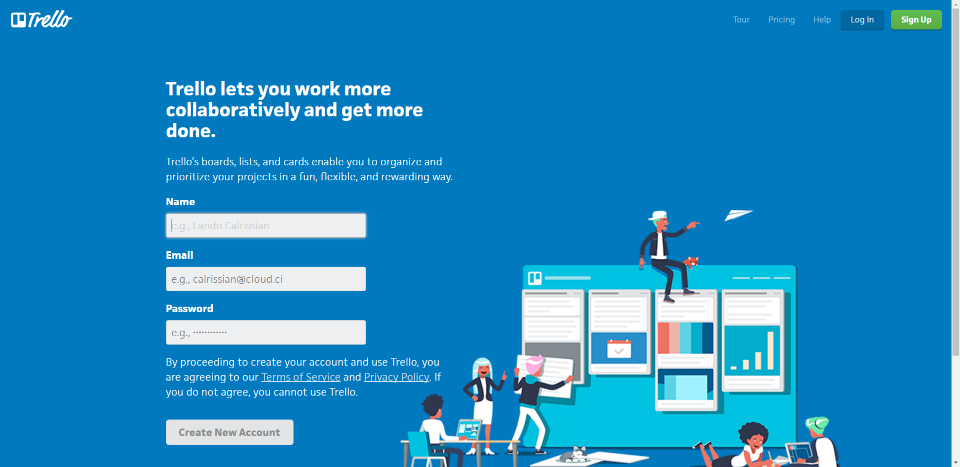 Trello
Tour Pricing Help Log In Sign Up
Trello lets you work more
collaboratively and get more
done.
Trello's boards, lists, and cards enable you to organize and
prioritize your projects in a fun, flexible, and rewarding way.
Name
e.g., Lando Calrissian
Email
e.g., calrissian@cloud.ci
Password
e.g., ············
By proceeding to create your account and use Trello, you
are agreeing to our Terms of Service and Privacy Policy. If
you do not agree, you cannot use Trello.
Create New Account